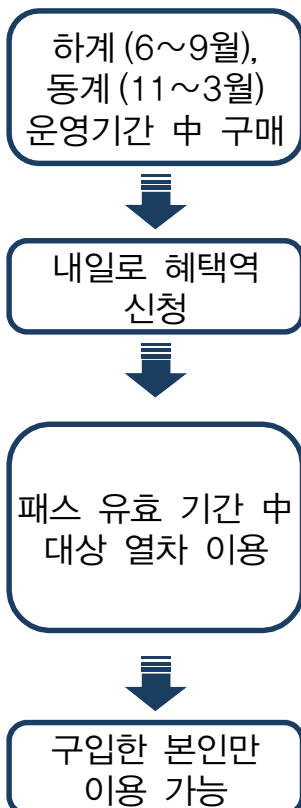 하계(6～9월),
동계(11～3월)
운영기간 中 구매
내일로 혜택역
신청
패스 유효 기간 中
대상 열차 이용
구입한 본인만
이용 가능